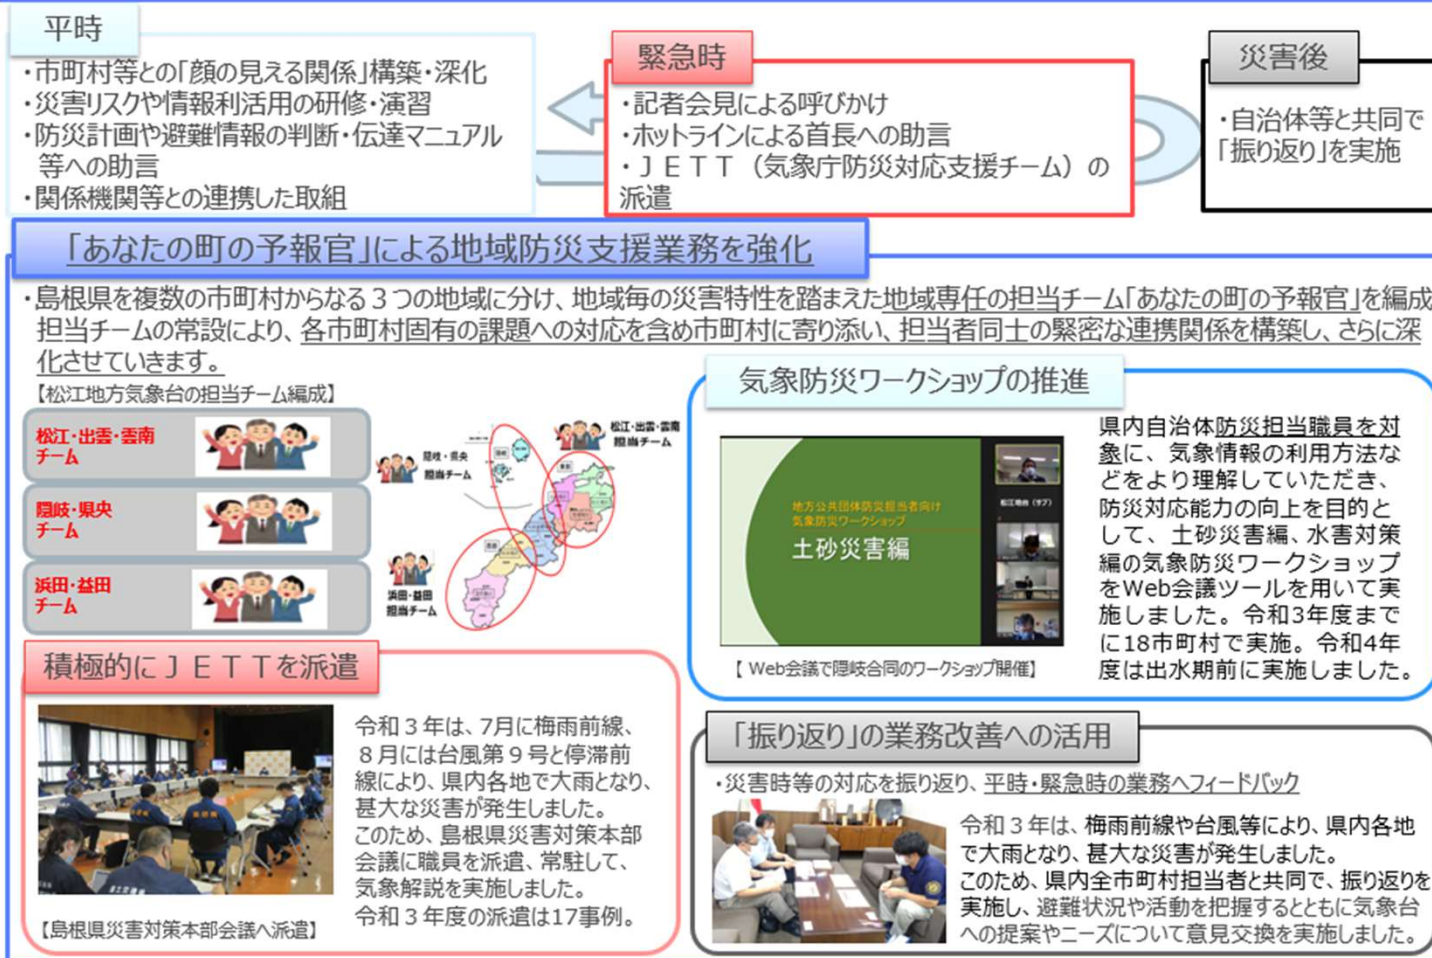 平時
・市町村等との「顔の見える関係」構築・深化
・災害リスクや情報利活用の研修・演習
・防災計画や避難情報の判断・伝達マニュアル
等への助言
・関係機関等との連携した取組
緊急時
・記者会見による呼びかけ
・ホットラインによる首長への助言
・ＪＥＴＴ（気象庁防災対応支援チーム）の
派遣
災害後
・自治体等と共同で
「振り返り」を実施
「あなたの町の予報官」による地域防災支援業務を強化
・島根県を複数の市町村からなる３つの地域に分け、地域毎の災害特性を踏まえた地域専任の担当チーム「あなたの町の予報官」を編成
担当チームの常設により、各市町村固有の課題への対応を含め市町村に寄り添い、担当者同士の緊密な連携関係を構築し、さらに深
化させていきます。
【松江地方気象台の担当チーム編成】
松江・出雲・雲南
チーム
隠岐・県央
チーム
浜田・益田
チーム
松江・出雲・雲南
担当チーム
隠岐・県央
担当チーム
浜田・益田
担当チーム
気象防災ワークショップの推進
地方公共団体防災担当者向け
気象防災ワークショップ
土砂災害編
松江地台（サブ）
【 Web会議で隠岐合同のワークショップ開催】
県内自治体防災担当職員を対
象に、気象情報の利用方法な
どをより理解していただき、
防災対応能力の向上を目的と
して、土砂災害編、水害対策
編の気象防災ワークショップ
をWeb会議ツールを用いて実
施しました。令和3年度まで
に18市町村で実施。令和4年
度は出水期前に実施しました。
積極的にＪＥＴＴを派遣
令和３年は、7月に梅雨前線、
８月には台風第９号と停滞前
線により、県内各地で大雨となり、
甚大な災害が発生しました。
このため、島根県災害対策本部
会議に職員を派遣、常駐して、
気象解説を実施しました。
令和３年度の派遣は17事例。
【島根県災害対策本部会議へ派遣】
「振り返り」の業務改善への活用
・災害時等の対応を振り返り、平時・緊急時の業務へフィードバック
令和３年は、梅雨前線や台風等により、県内各地
で大雨となり、甚大な災害が発生しました。
このため、県内全市町村担当者と共同で、振り返りを
実施し、避難状況や活動を把握するとともに気象台
への提案やニーズについて意見交換を実施しました。